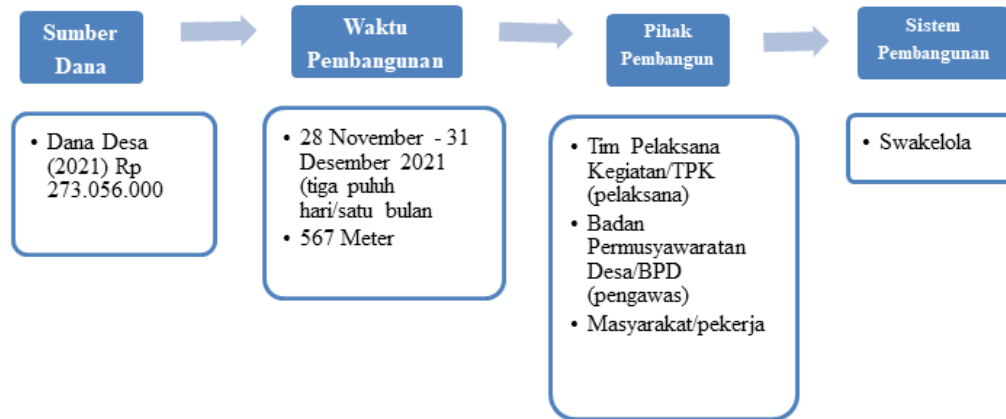 Sumber
Dana
Waktu
Pembangunan
Pihak
Pembangun
Sistem
Pembangunan
• Dana Desa
(2021) Rp
273.056.000
• 28 November - 31
Desember 2021
(tiga puluh
hari/satu bulan
• 567 Meter
• Tim Pelaksana
Kegiatan/TPK
(pelaksana)
• Badan
Permusyawaratan
Desa/BPD
(pengawas)
• Masyarakat/pekerja
• Swakelola